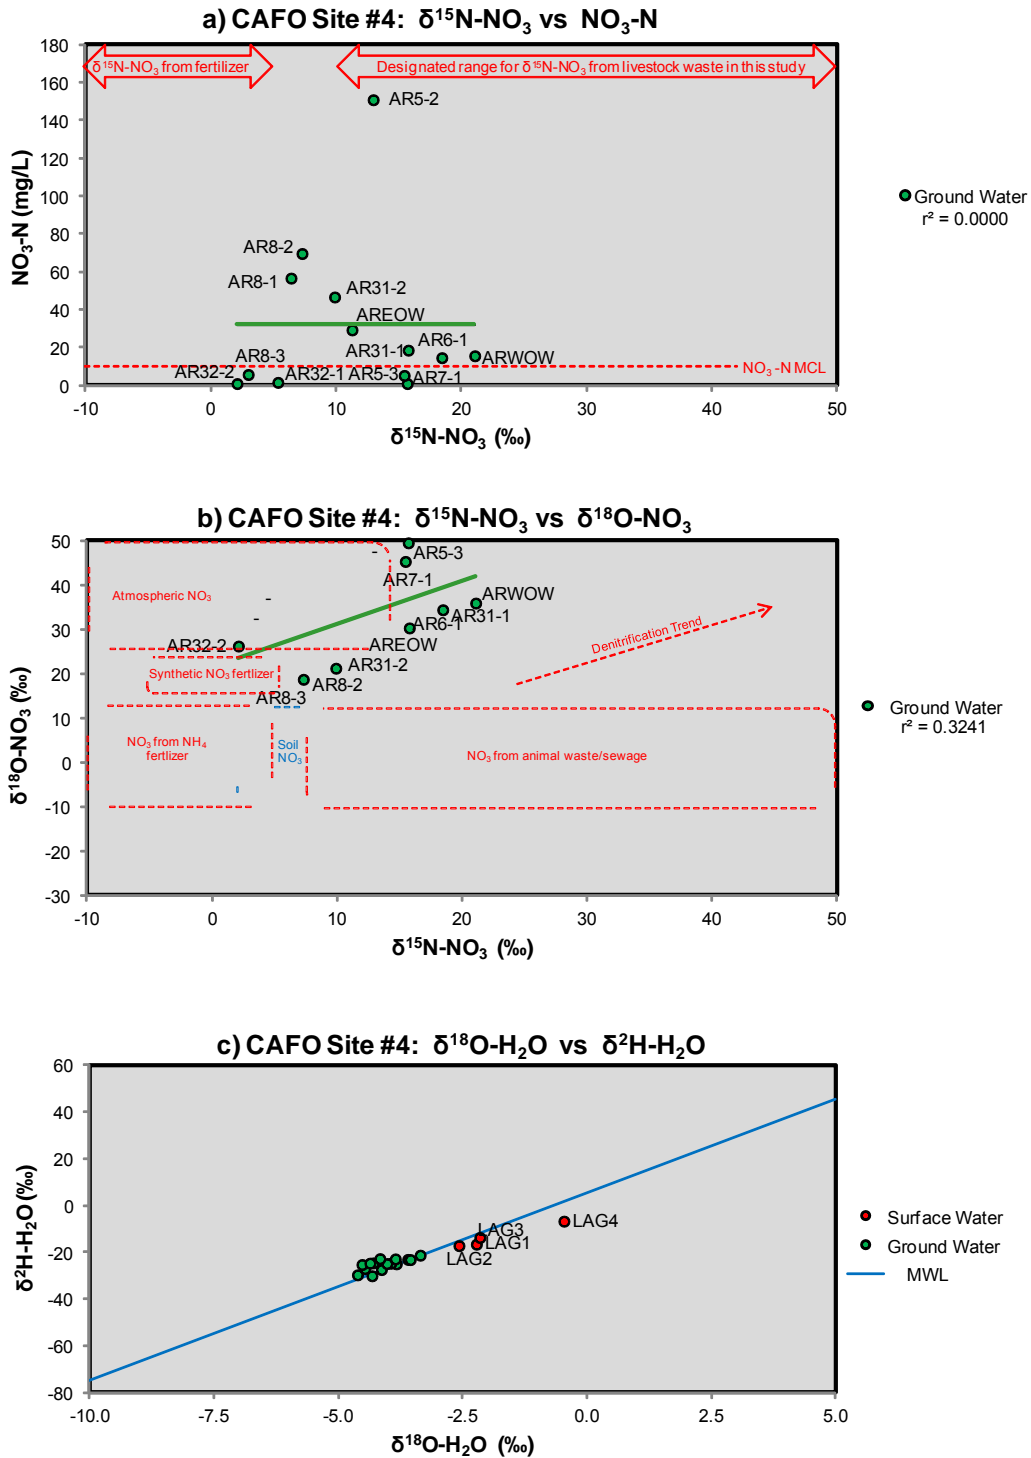 a) CAFO Site #4: δ¹⁵N-NO₃ vs NO₃-N
180
160
140
120
100
80
60
40
20
0
NO₃-N (mg/L)
δ¹⁵N-NO₃ from fertilizer
Designated range for δ¹⁵N-NO₃ from livestock waste in this study
AR5-2
AR8-2
AR8-1
AR31-2
AREOW
AR6-1
AR31-1
ARWOW
AR8-3
AR32-2
AR32-1
AR5-3
AR7-1
NO₃-N MCL
-10
0
10
20
30
40
50
δ¹⁵N-NO₃ (‰)
Ground Water
r² = 0.0000
b) CAFO Site #4: δ¹⁵N-NO₃ vs δ¹⁸O-NO₃
50
40
30
20
10
0
-10
-20
-30
δ¹⁸O-NO₃ (‰)
AR5-3
AR7-1
Atmospheric NO₃
ARWOW
AR31-1
AR6-1
Denitrification Trend
AR32-2
AREOW
AR31-2
Synthetic NO₃ fertlizer
AR8-2
AR8-3
NO₃ from NH₄
fertlizer
Soil
NO₃
NO₃ from animal waste/sewage
-10
0
10
20
30
40
50
δ¹⁵N-NO₃ (‰)
Ground Water
r² = 0.3241
c) CAFO Site #4: δ¹⁸O-H₂O vs δ²H-H₂O
60
40
20
0
-20
-40
-60
-80
δ²H-H₂O (‰)
LAG4
LAG3
LAG1
LAG2
-10.0
-7.5
-5.0
-2.5
0.0
2.5
5.0
δ¹⁸O-H₂O (‰)
Surface Water
Ground Water
MWL